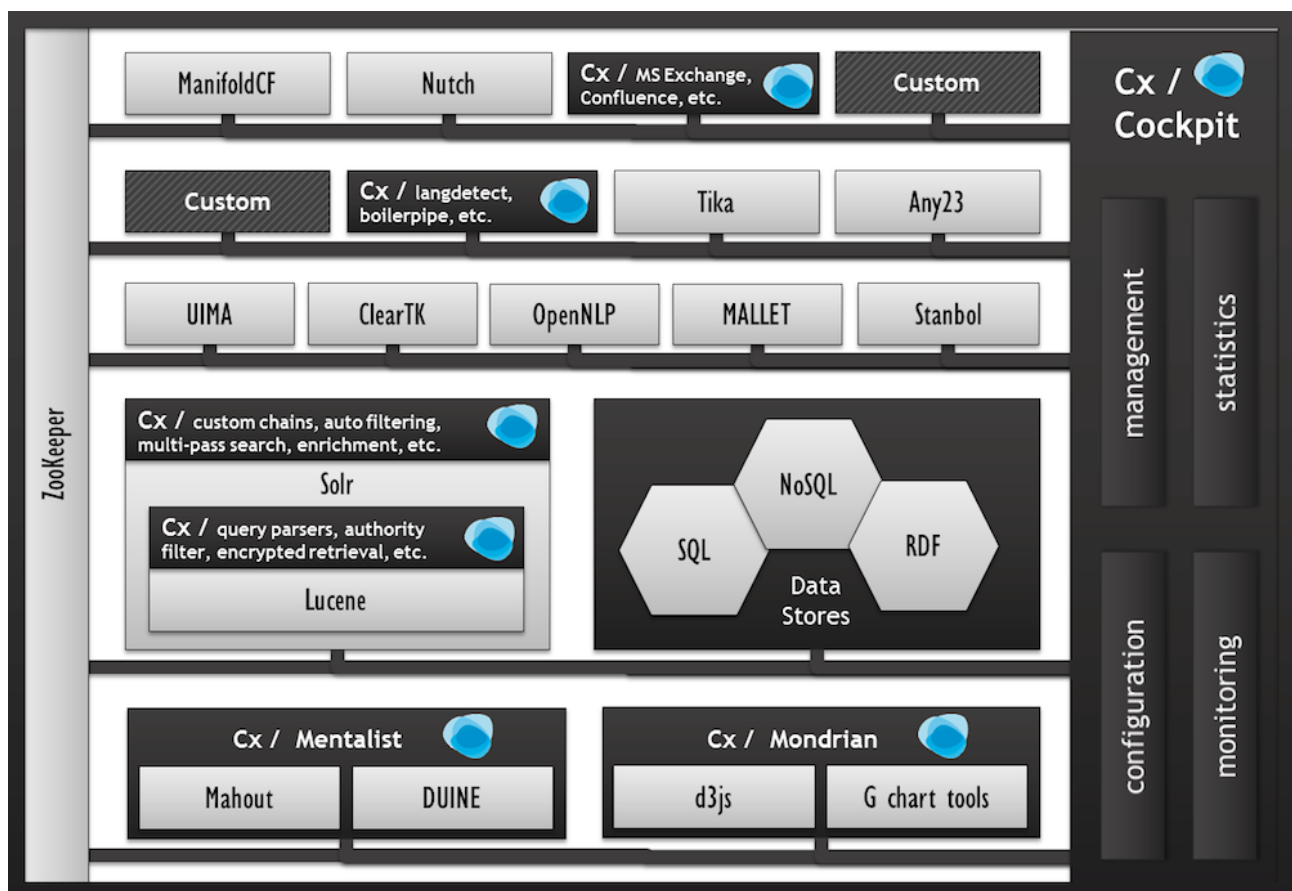 ZooKeeper
ManifoldCF
Nutch
Cx / MS Exchange,
Confluence, etc.
Custom
Custom
Cx / langdetect,
boilerpipe, etc.
Tika
Any23
UIMA
ClearTK
OpenNLP
MALLET
Stanbol
Cx / custom chains, auto filtering,
multi-pass search, enrichment, etc.
Solr
Cx / query parsers, authority
filter, encrypted retrieval, etc.
Lucene
SQL
NoSQL
RDF
Data
Stores
Cx / Mentalist
Mahout
DUINE
Cx / Mondrian
d3js
G chart tools
Cx /
Cockpit
management
statistics
configuration
monitoring